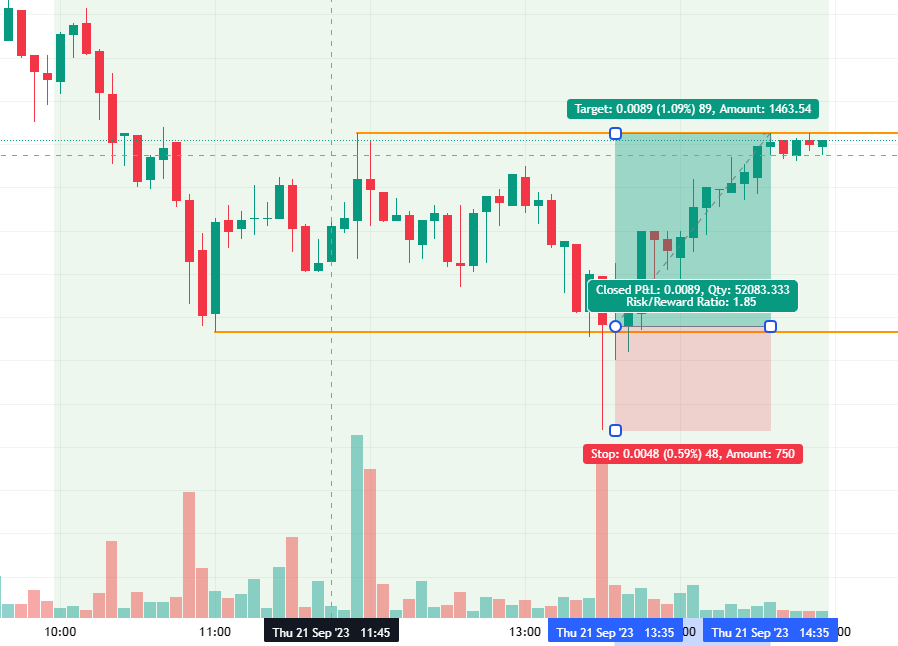 Target: 0.0089 (1.09%) 89, Amount: 1463.54
Closed P&L: 0.0089, Qty: 52083.333
Risk/Reward Ratio: 1.85
Stop: 0.0048 (0.59%) 48, Amount: 750
10:00
11:00
Thu 21 Sep '23 11:45
13:00
Thu 21 Sep '23 13:35
:00
Thu 21 Sep '23 14:35
:00